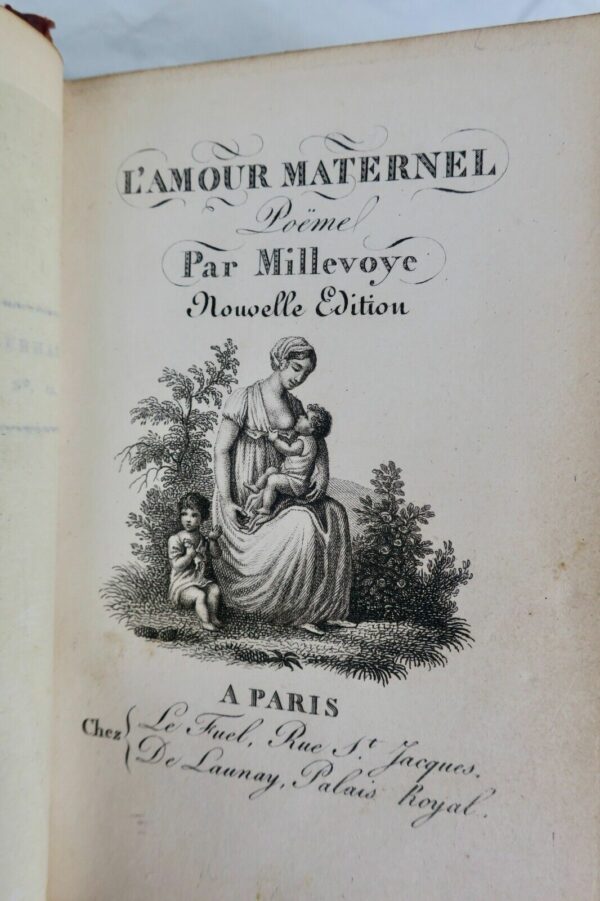 L'AMOUR MATERNEL
Poëme
Par Millevoye
Nouvelle Edition
A PARIS
Chez
Le Fuel, Rue St. Jacques.
De Launay, Palais Royal.